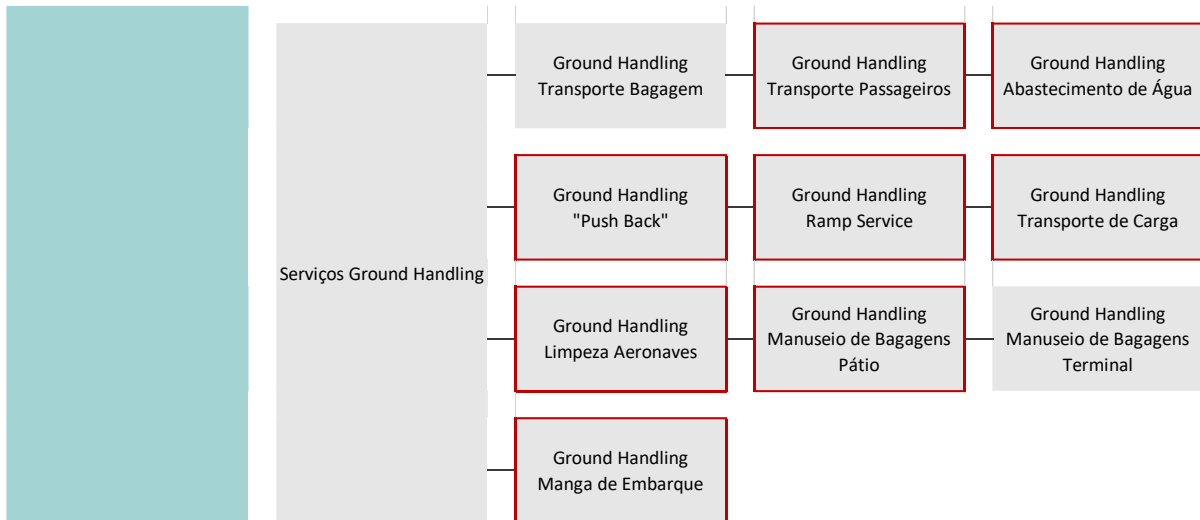 Serviços Ground Handling
Ground Handling
Transporte Bagagem
Ground Handling
Transporte Passageiros
Ground Handling
Abastecimento de Água
Ground Handling
"Push Back"
Ground Handling
Ramp Service
Ground Handling
Transporte de Carga
Ground Handling
Limpeza Aeronaves
Ground Handling
Manuseio de Bagagens
Pátio
Ground Handling
Manuseio de Bagagens
Terminal
Ground Handling
Manga de Embarque